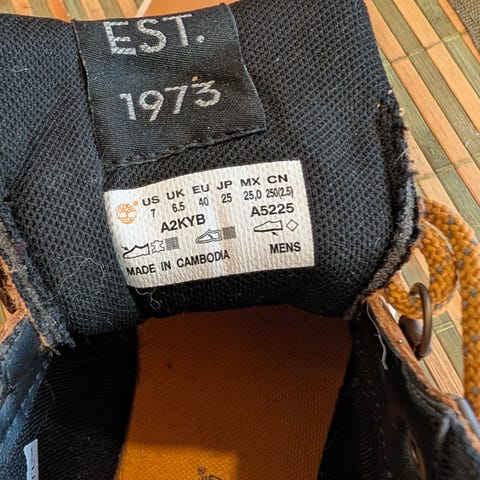 EST.
1973
US UK EU JP MX CN
7 6.5 40 25 25,0 250(2.5)
A2KYB A5225
MENS
MADE IN CAMBODIA